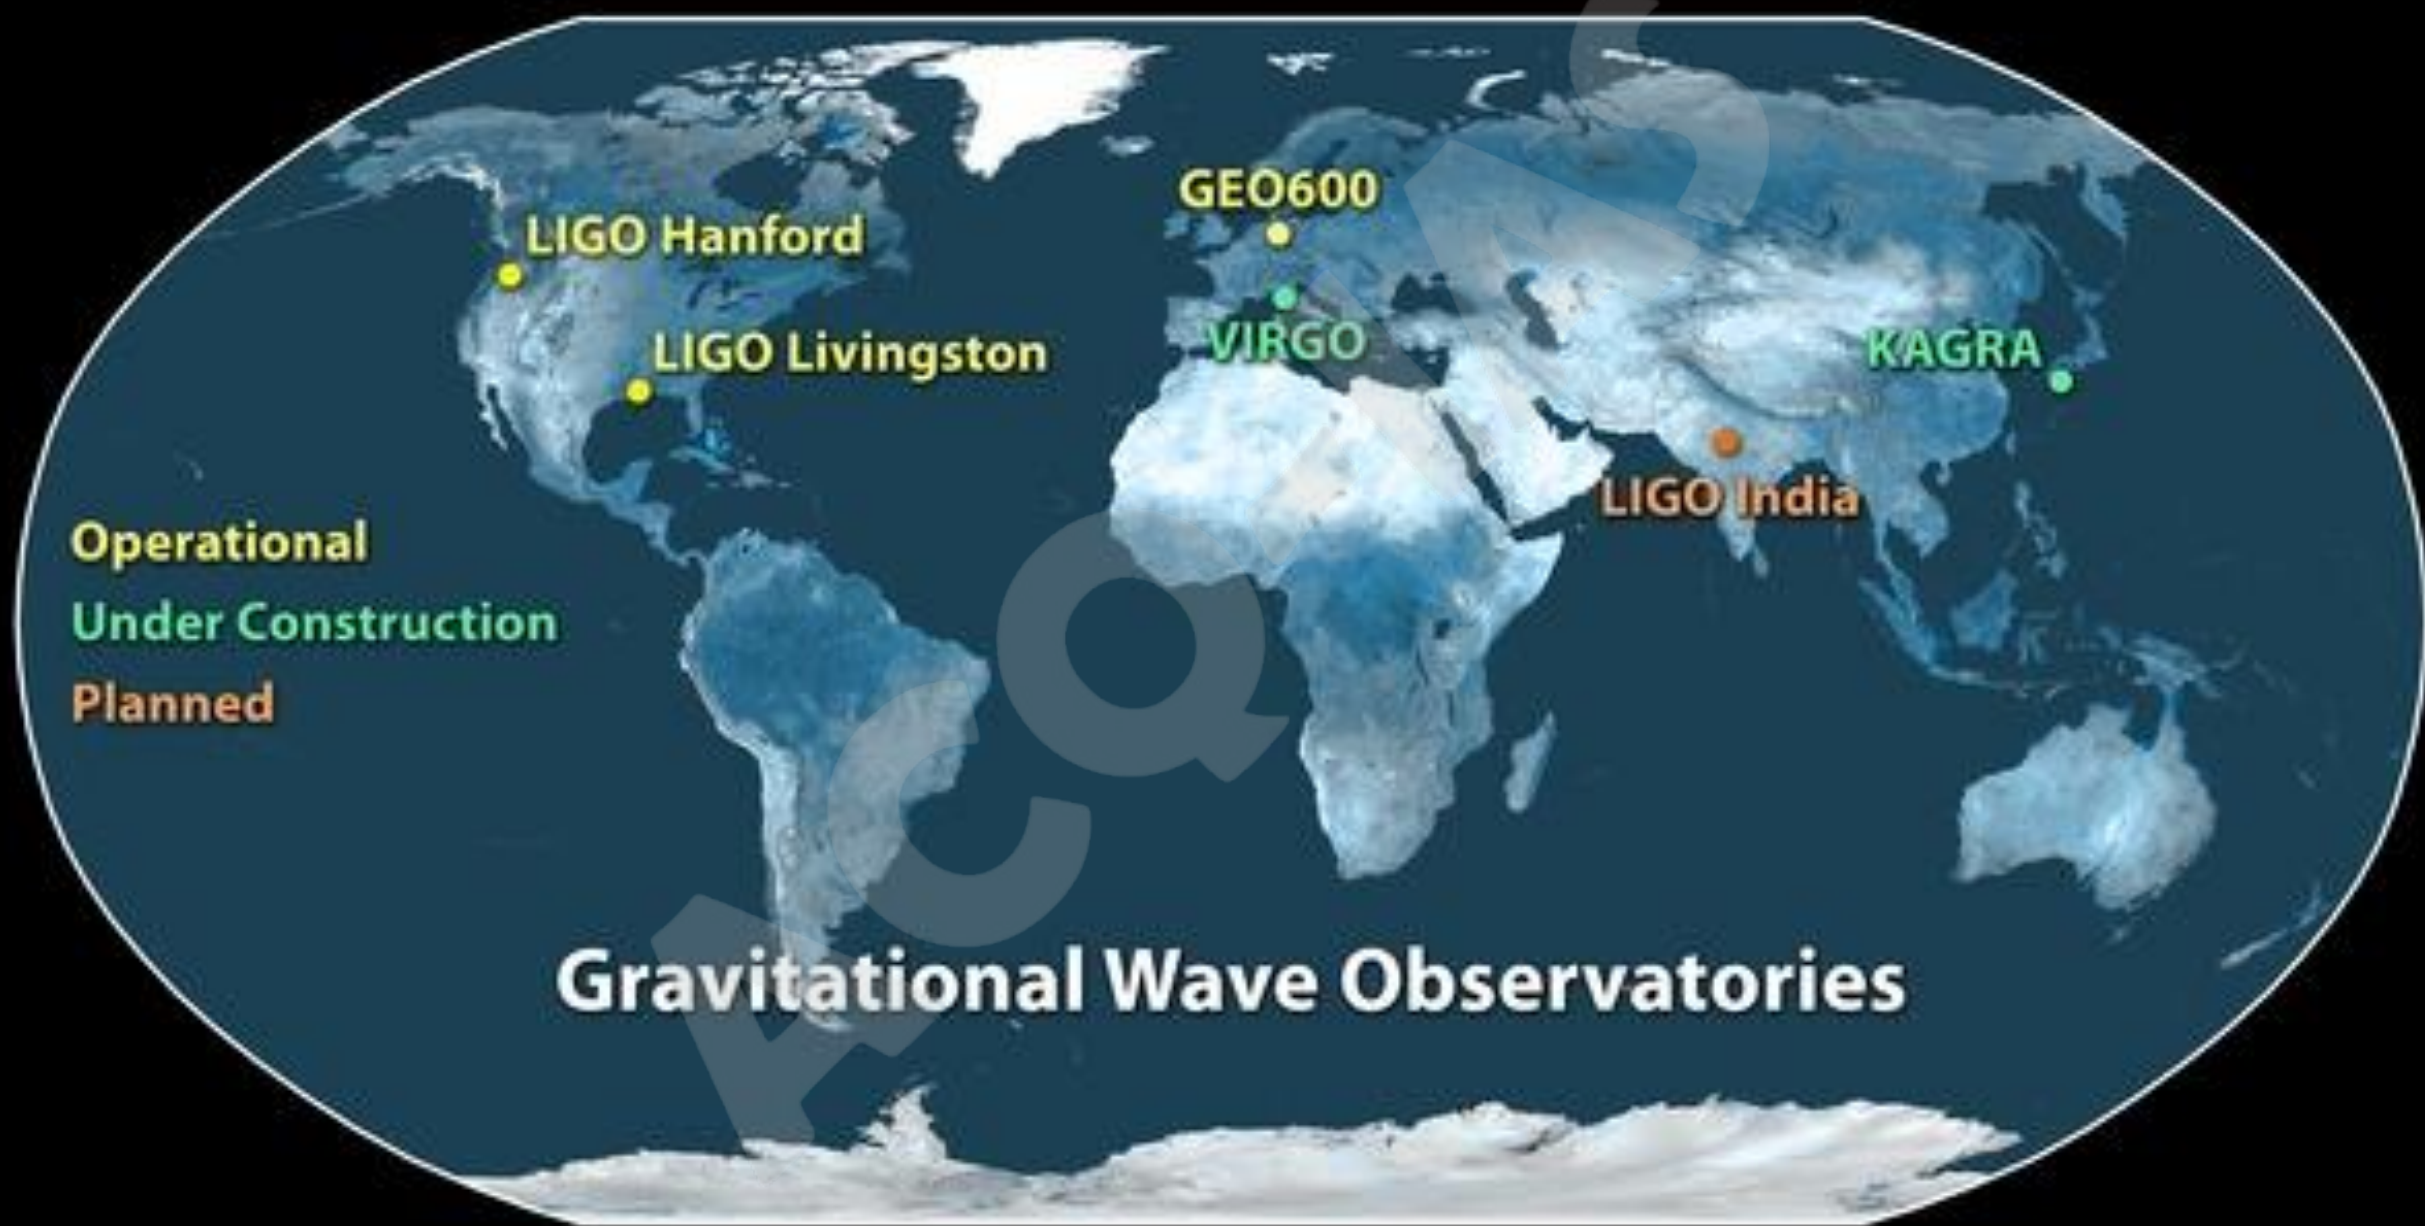 GEO600
LIGO Hanford
LIGO Livingston
VIRGO
KAGRA
LIGO India
Operational
Under Construction
Planned
Gravitational Wave Observatories